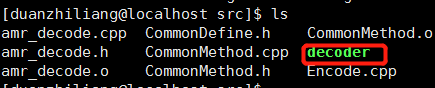 [duanzhiliang@localhost src]$ ls
amr_decode.cpp CommonDefine.h CommonMethod.o
amr_decode.h CommonMethod.cpp decoder
amr_decode.o CommonMethod.h Encode.cpp